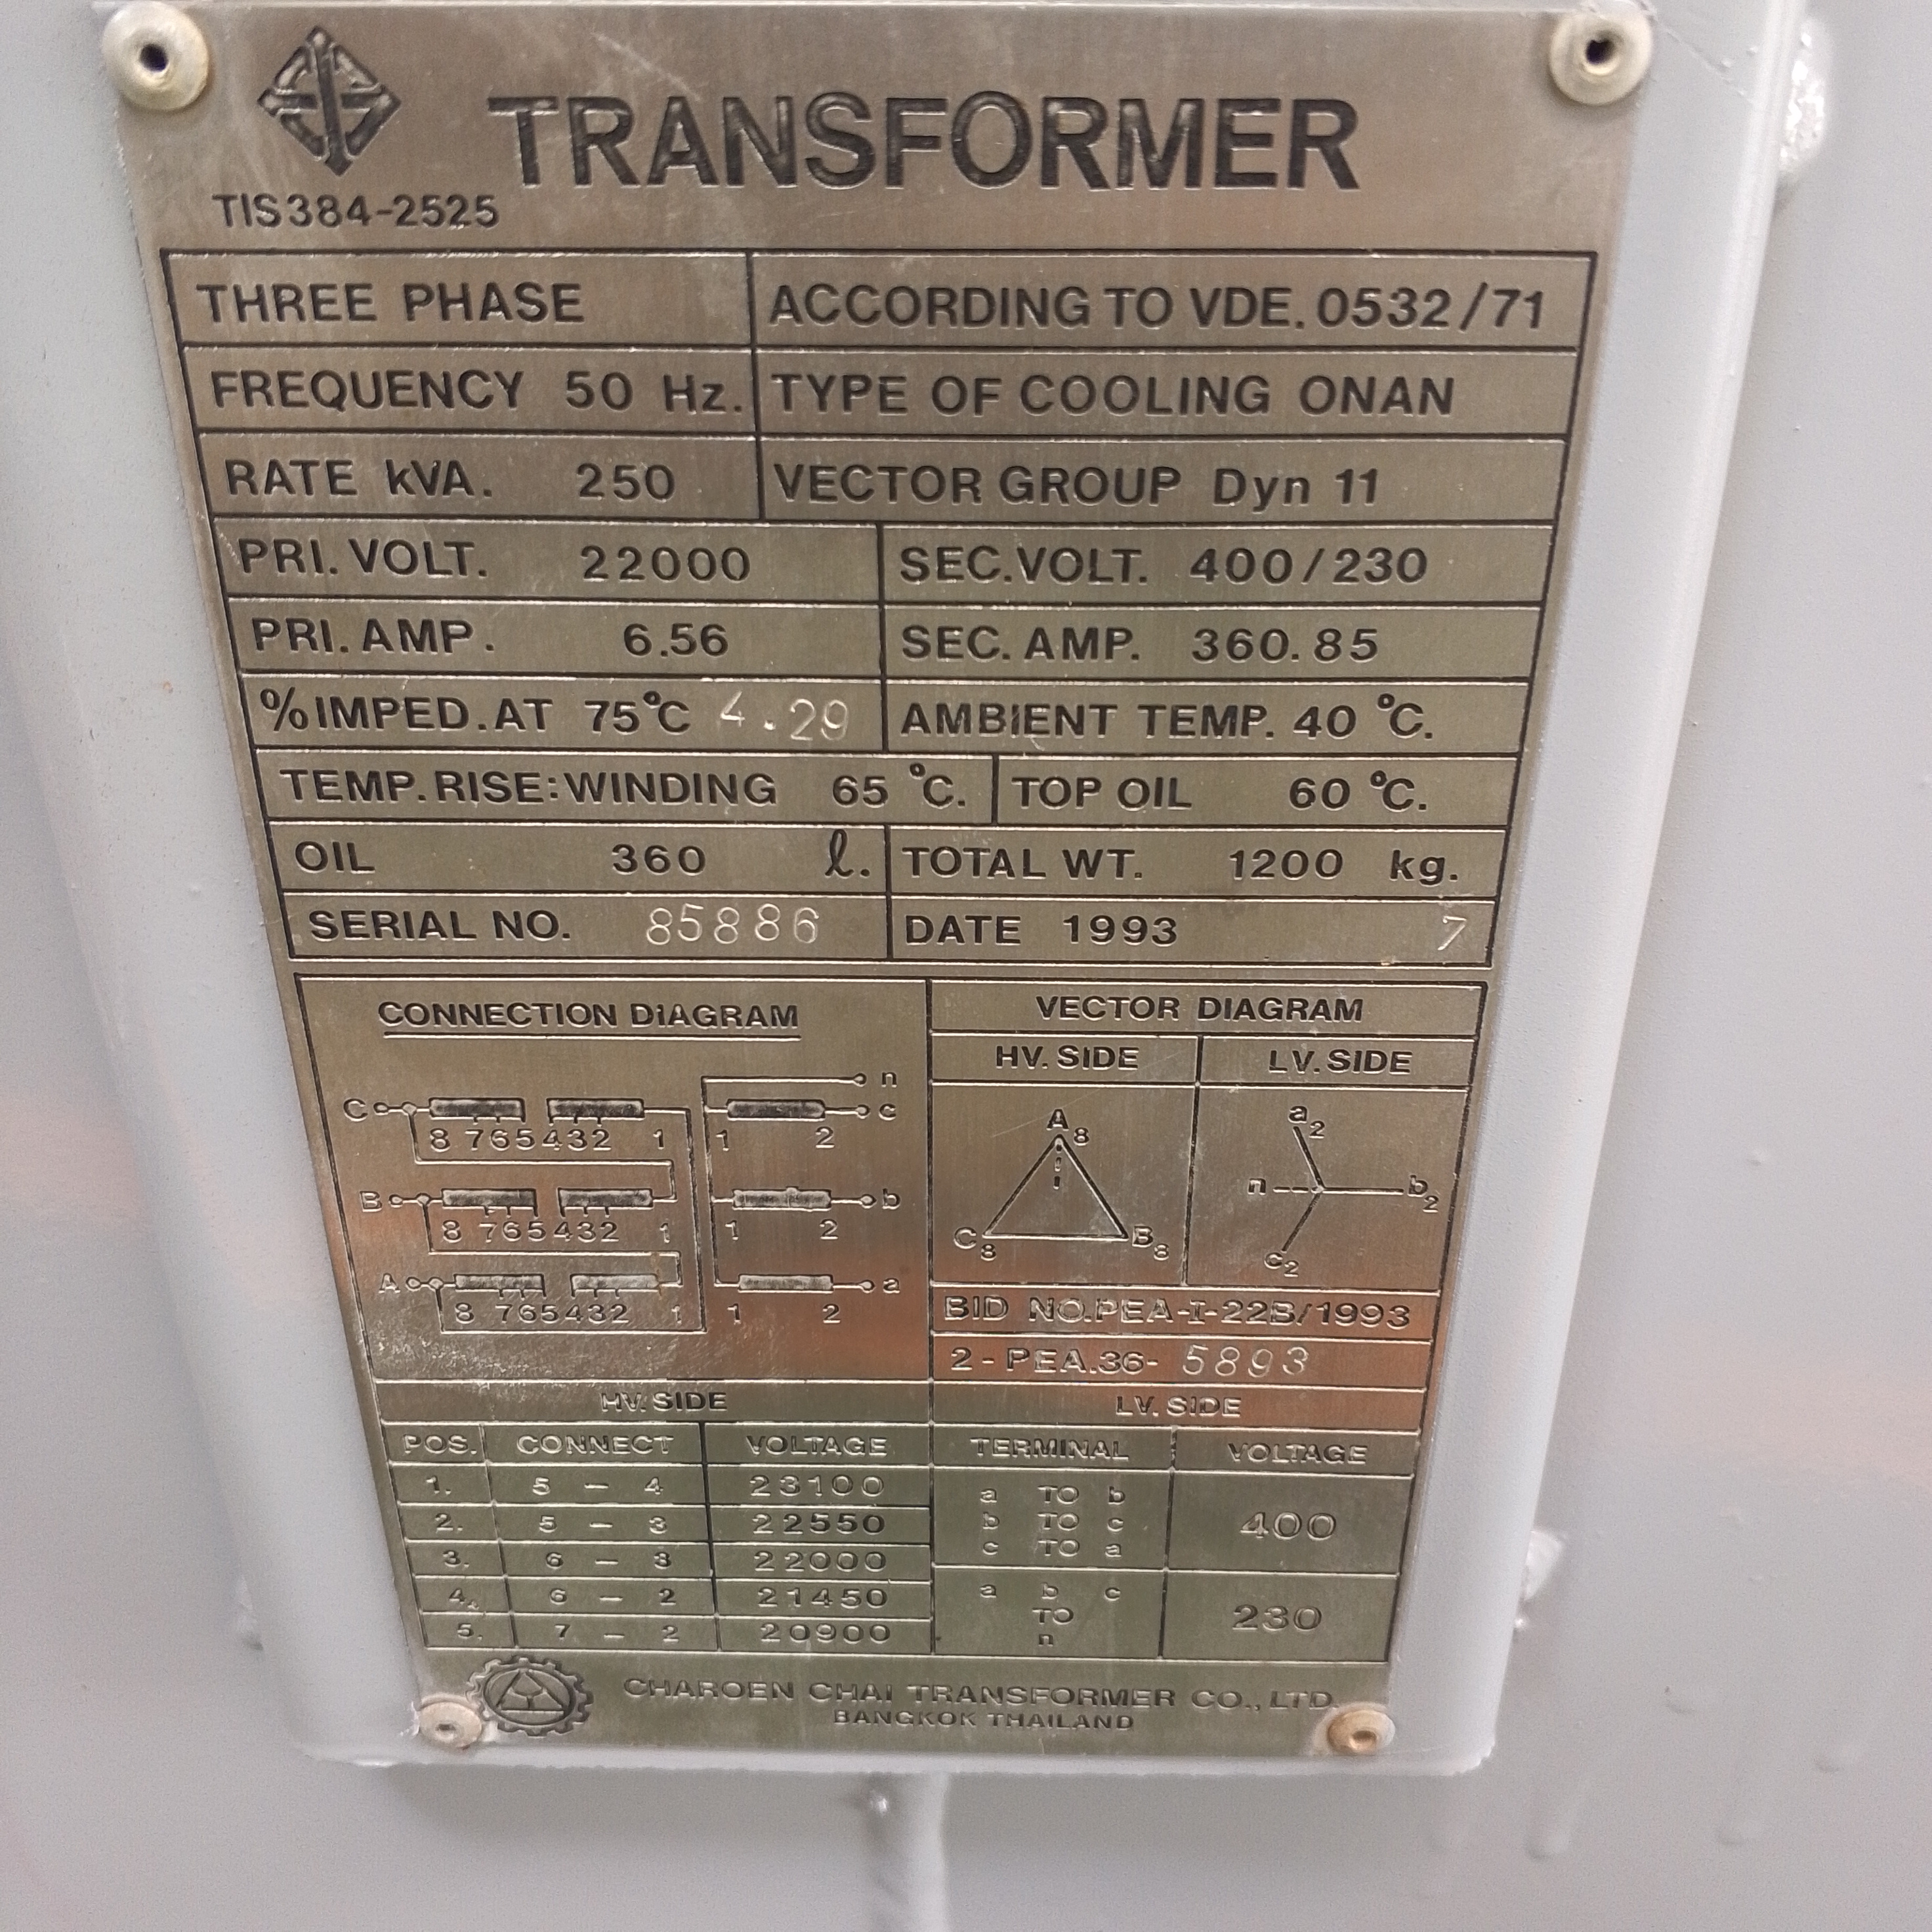 TRANSFORMER
TIS384-2525
THREE PHASE ACCORDING TO VDE. 0532/71
FREQUENCY 50 Hz. TYPE OF COOLING ONAN
RATE kVA. 250 VECTOR GROUP Dyn 11
PRI. VOLT. 22000 SEC. VOLT. 400/230
PRI. AMP. 6.56 SEC. AMP. 360.85
% IMPED. AT 75°C 4.29 AMBIENT TEMP. 40 °C.
TEMP. RISE: WINDING 65 °C. TOP OIL 60 °C.
OIL 360 ℓ. TOTAL WT. 1200 kg.
SERIAL NO. 85886 DATE 1993 7
CONNECTION DIAGRAM
n
C c
8 765432 1 1 2
B b
8 765432 1 1 2
A a
8 765432 1 1 2
VECTOR DIAGRAM
HV. SIDE LV. SIDE
A8 a2
n b2
C8 B8 c2
BID NO. PEA-I-22B/1993
2 - PEA.36- 5893
HV. SIDE LV. SIDE
POS. CONNECT VOLTAGE TERMINAL VOLTAGE
1. 5 - 4 23100
2. 5 - 3 22550
3. 6 - 3 22000
4. 6 - 2 21450
5. 7 - 2 20900
a TO b
b TO c 400
c TO a
a b c
TO 230
n
CHAROEN CHAI TRANSFORMER CO., LTD.
BANGKOK THAILAND